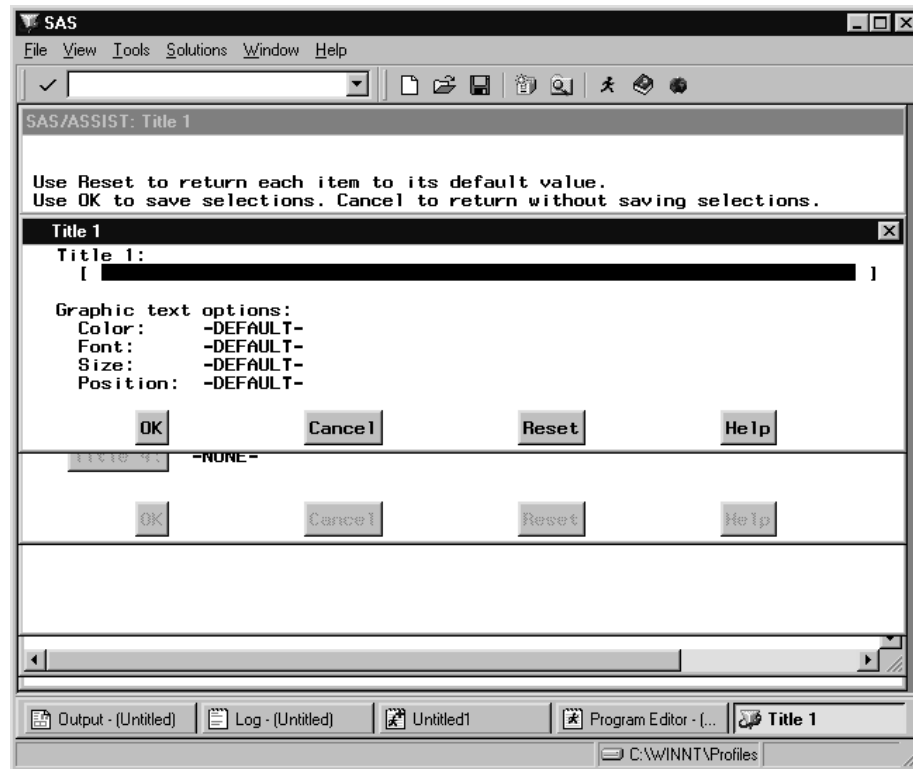 SAS
File View Tools Solutions Window Help
SAS/ASSIST: Title 1
Use Reset to return each item to its default value.
Use OK to save selections. Cancel to return without saving selections.
Title 1
Title 1:
[ ]
Graphic text options:
Color: -DEFAULT-
Font: -DEFAULT-
Size: -DEFAULT-
Position: -DEFAULT-
OK Cancel Reset Help
Title 4: -NONE-
OK Cancel Reset Help
Output - (Untitled) Log - (Untitled) Untitled1 Program Editor - (... Title 1
C:\WINNT\Profiles